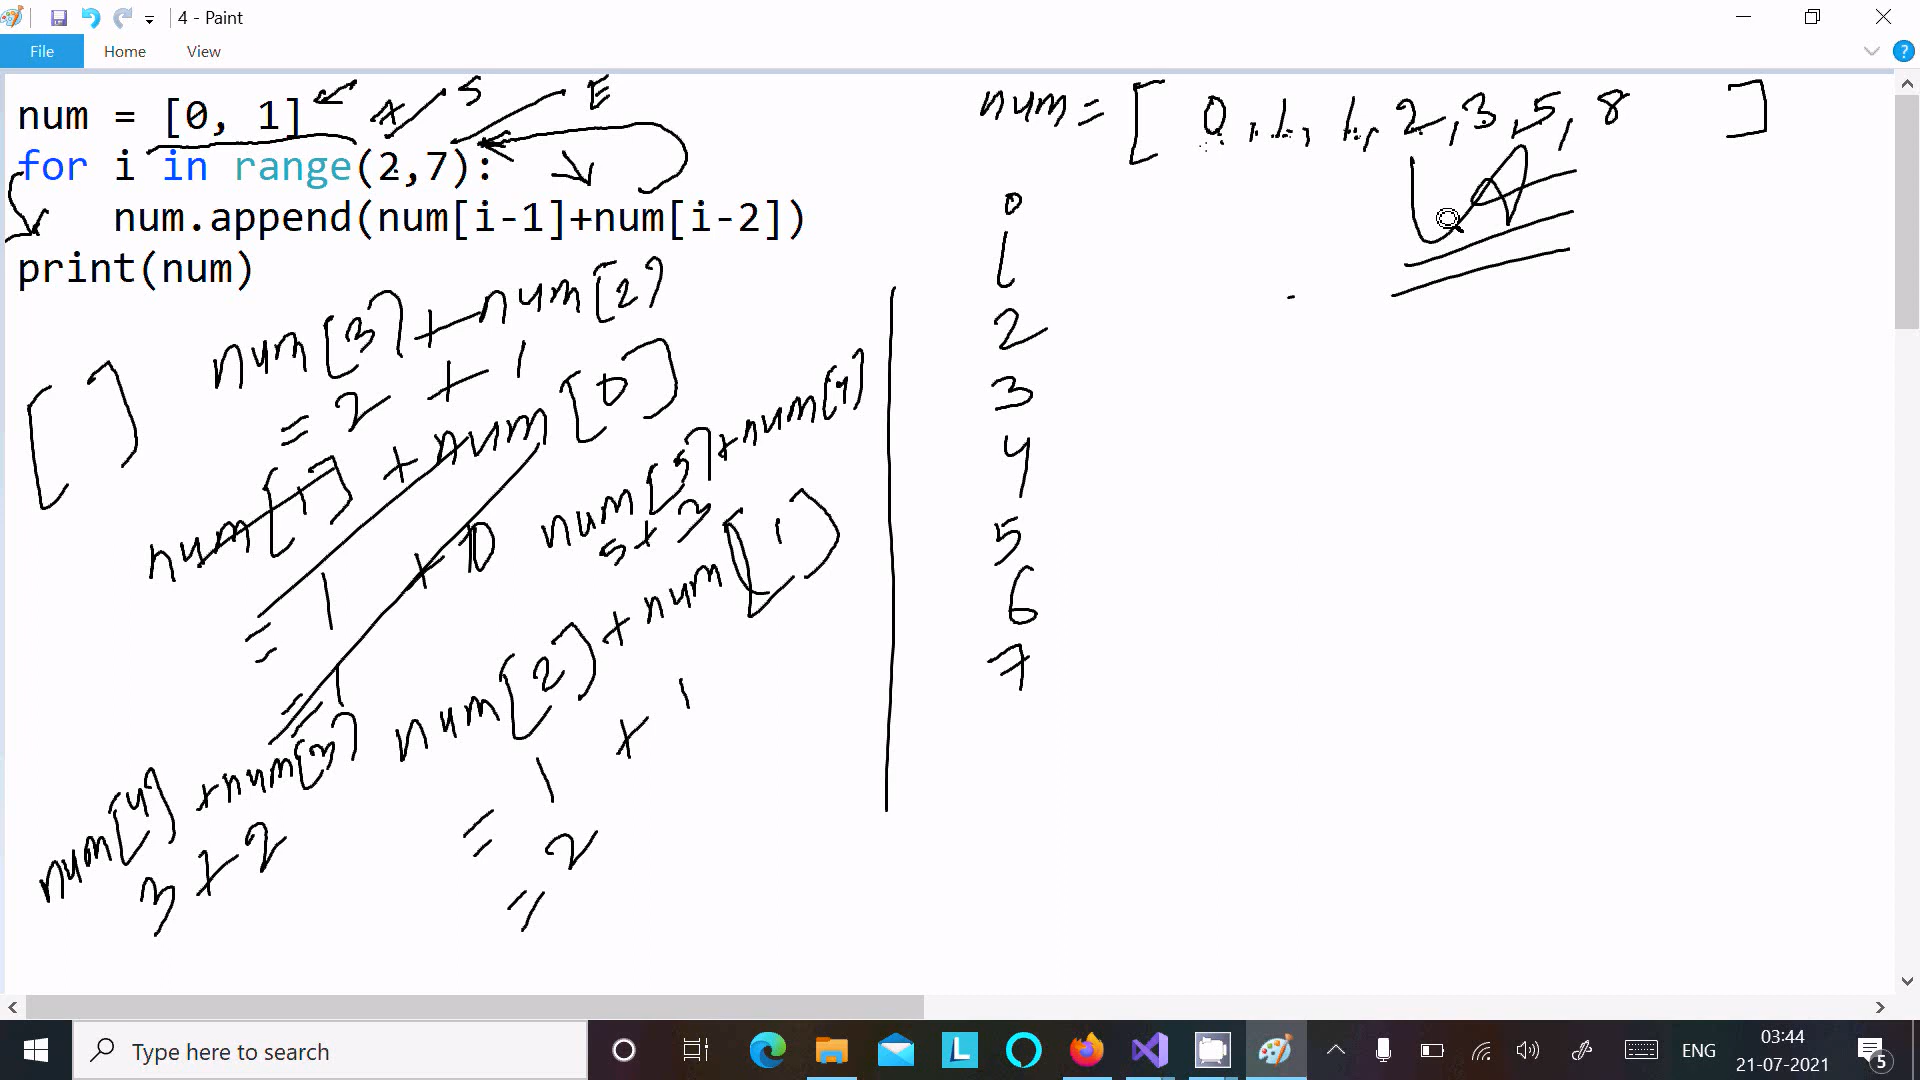 4 - Paint
File Home View
num = [0, 1]
for i in range(2,7):
num.append(num[i-1]+num[i-2])
print(num)
S E
num = [ 0, 1, 1, 2, 3, 5, 8 ]
0
1
2
3
4
5
6
7
[ ]
num[3]+num[2]
= 2 + 1
num[1] + num[0]
= 1 + 0
= 1
num[5]+num[4]
5+3
num[2]+num[1]
= 1 + 1
= 2
num[4]+num[3]
3+2
Type here to search
ENG
03:44
21-07-2021
5